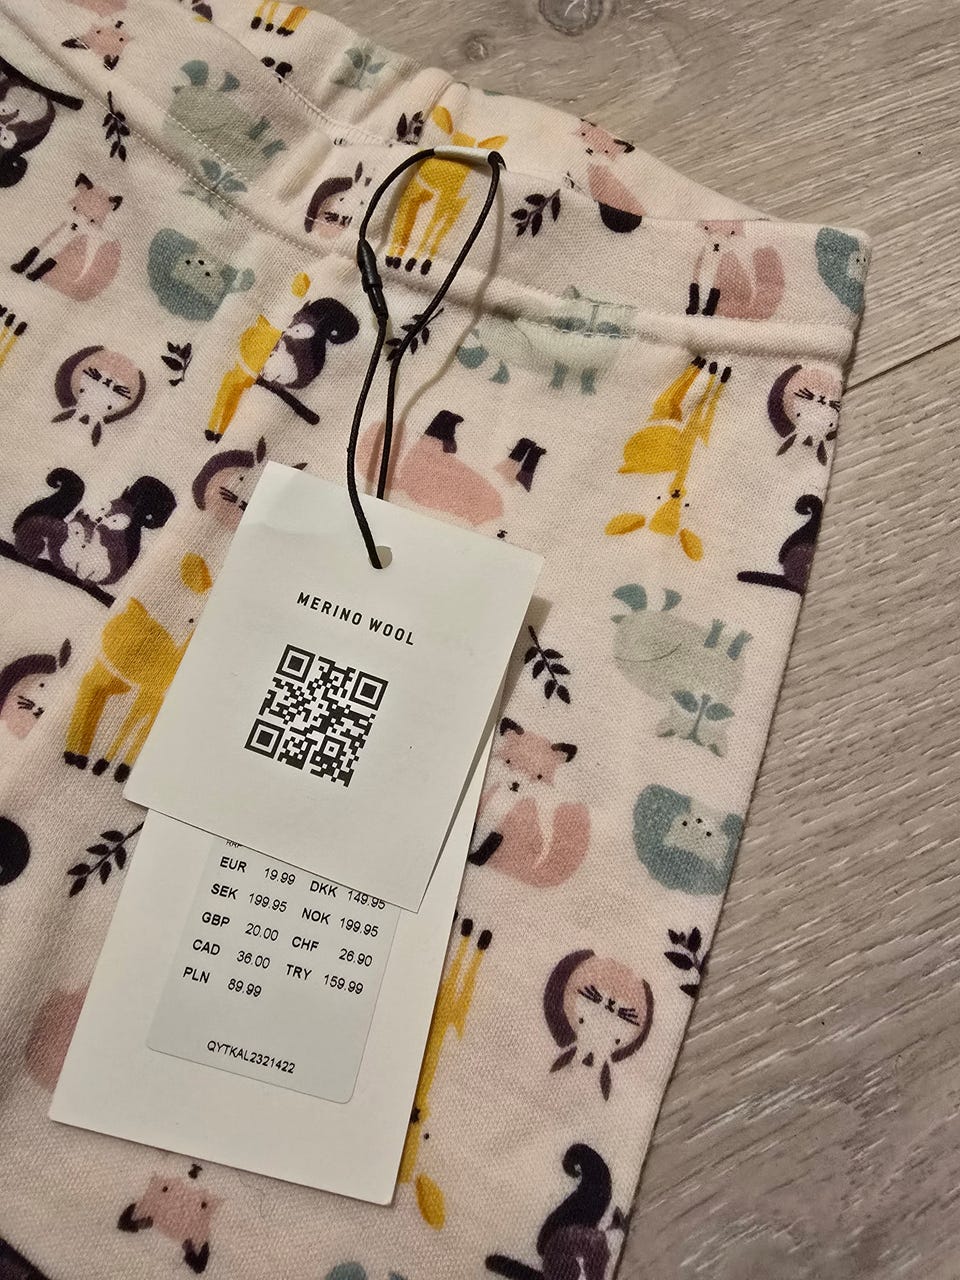 MERINO WOOL
RRP
EUR 19.99 DKK 149.95
SEK 199.95 NOK 199.95
GBP 20.00 CHF 26.90
CAD 36.00 TRY 159.99
PLN 89.99
QYTKAL2321422